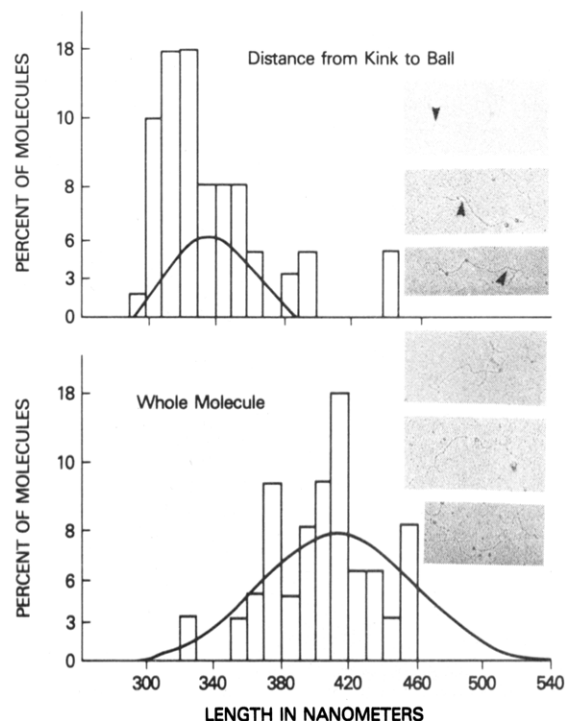 Distance from Kink to Ball
PERCENT OF MOLECULES
18
10
8
6
3
0
Whole Molecule
PERCENT OF MOLECULES
18
10
8
6
3
0
300 340 380 420 460 500 540
LENGTH IN NANOMETERS